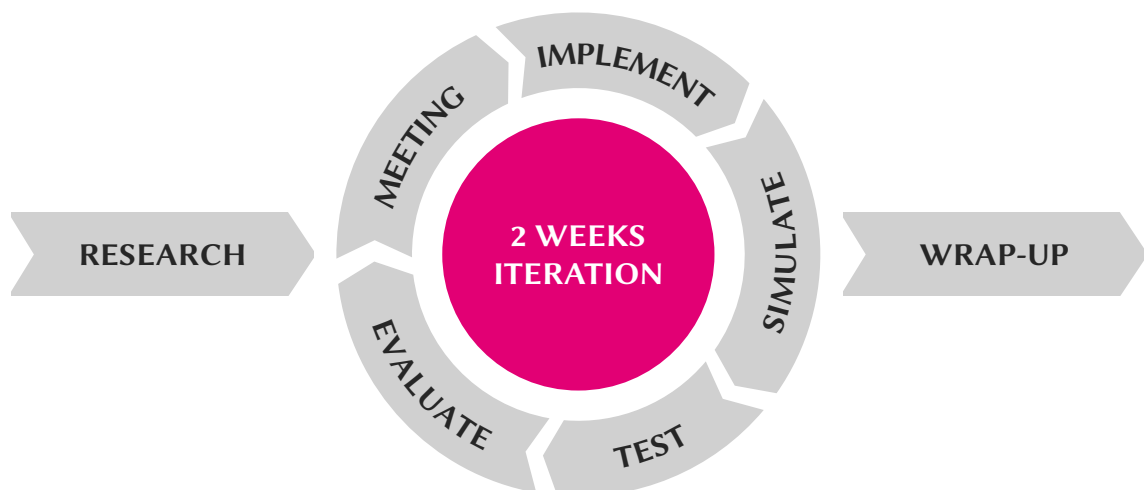 RESEARCH
MEETING
IMPLEMENT
SIMULATE
TEST
EVALUATE
2 WEEKS
ITERATION
WRAP-UP